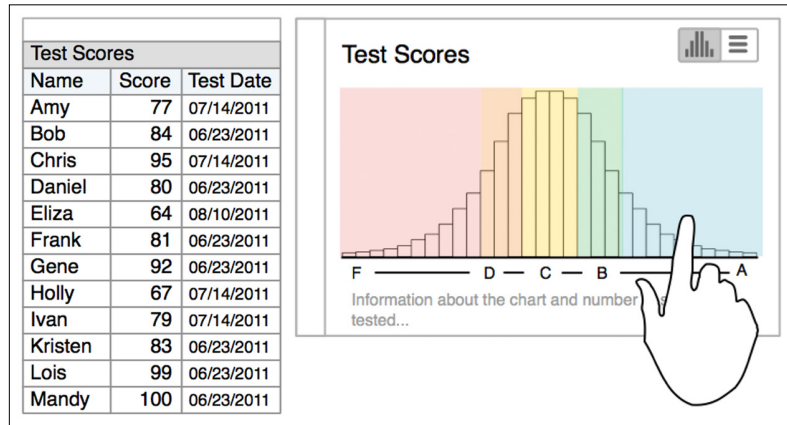 Test Scores
Name Score Test Date
Amy 77 07/14/2011
Bob 84 06/23/2011
Chris 95 07/14/2011
Daniel 80 06/23/2011
Eliza 64 08/10/2011
Frank 81 06/23/2011
Gene 92 06/23/2011
Holly 67 07/14/2011
Ivan 79 07/14/2011
Kristen 83 06/23/2011
Lois 99 06/23/2011
Mandy 100 06/23/2011
Test Scores
F D C B A
Information about the chart and number
tested...